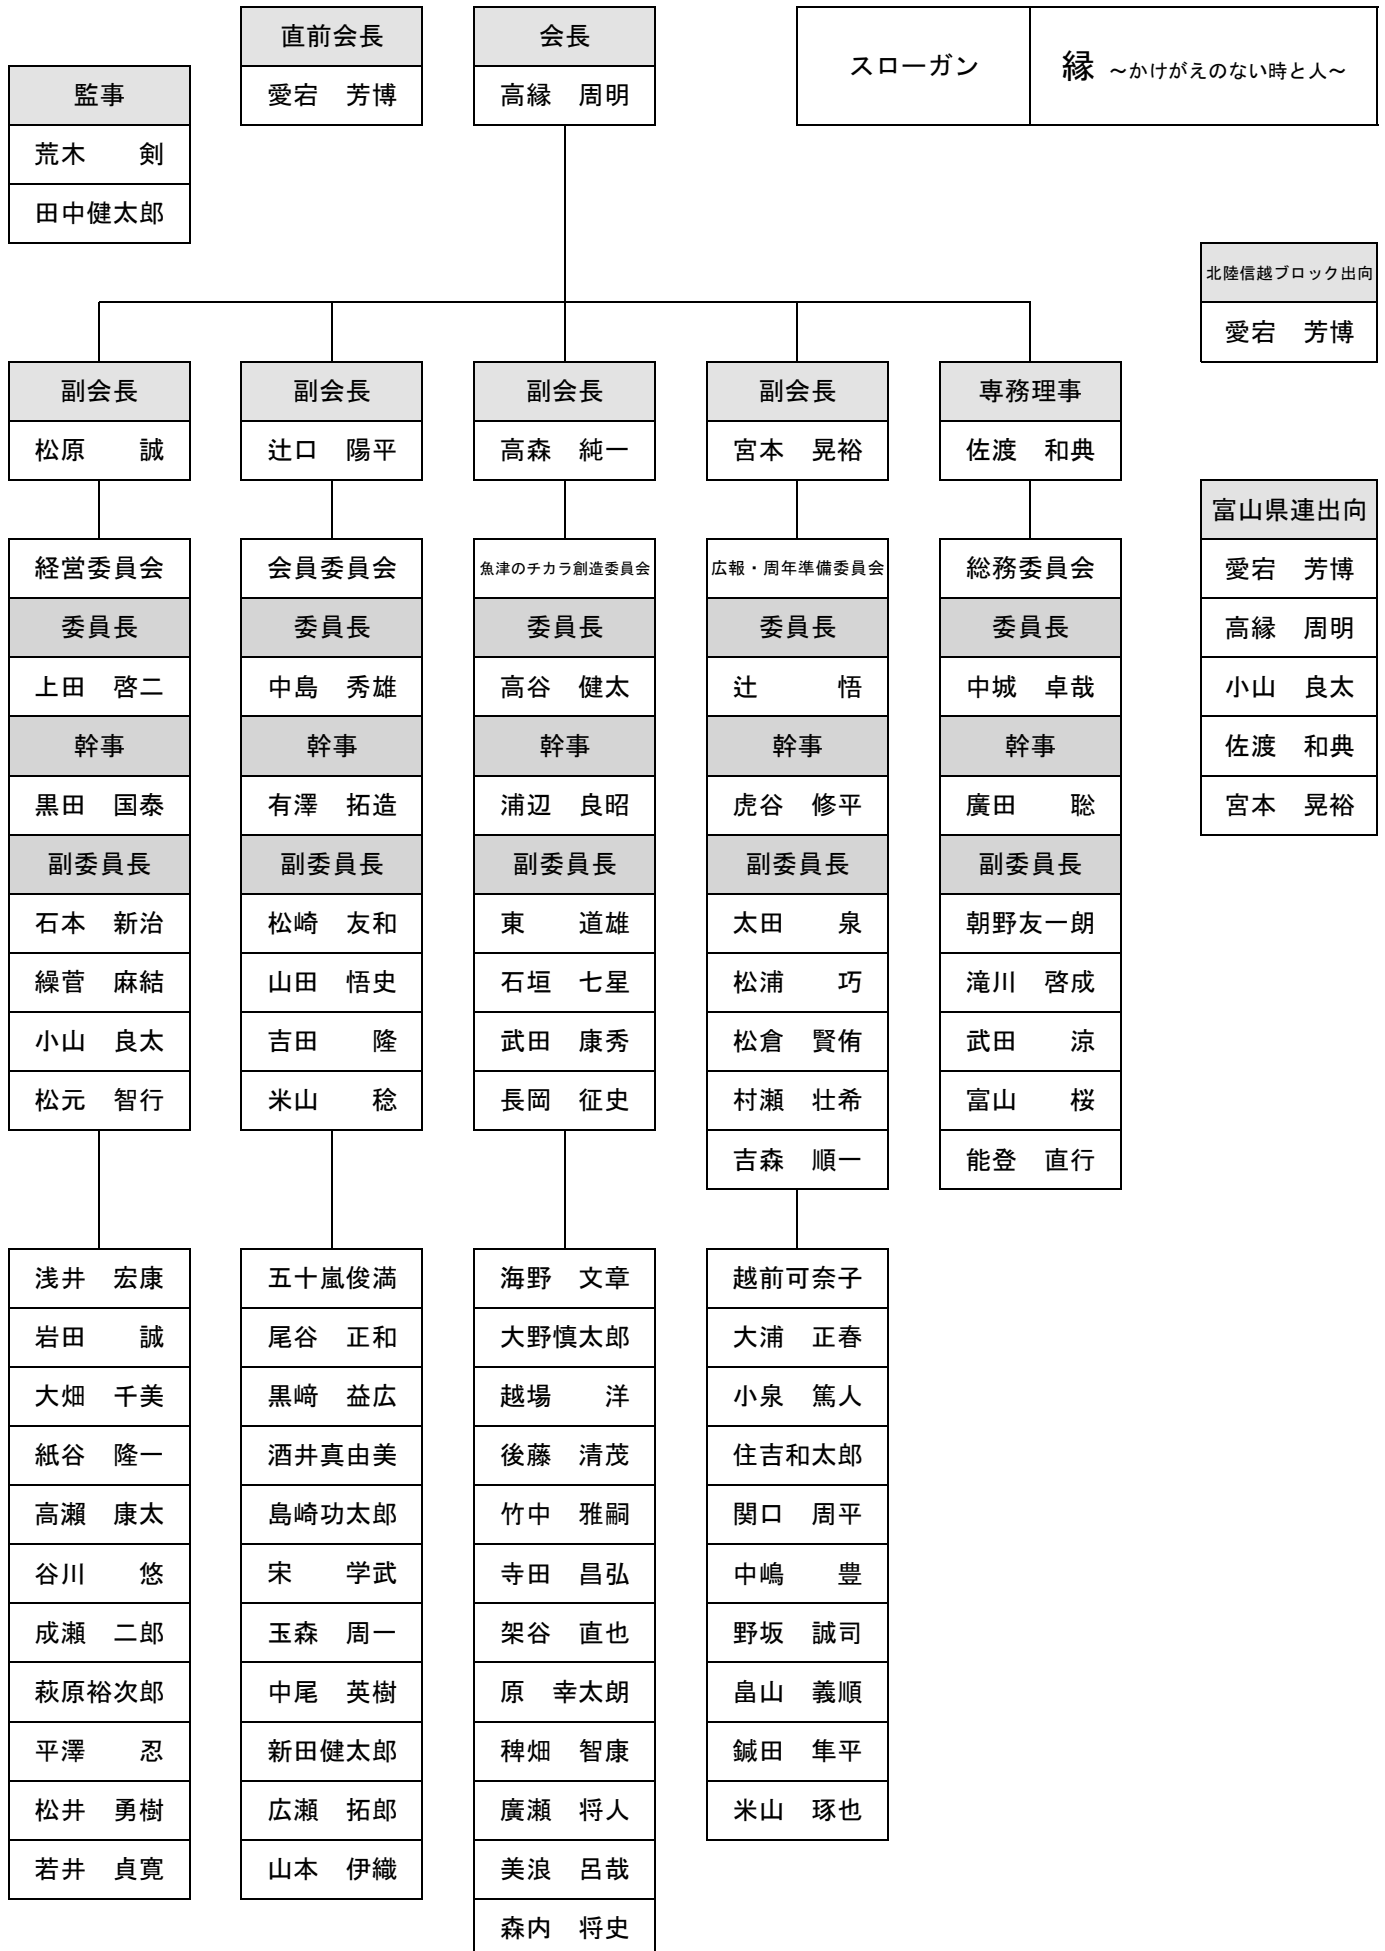 直前会長
愛宕 芳博
会長
高縁 周明
スローガン
縁 ~かけがえのない時と人~
監事
荒木 剣
田中健太郎
北陸信越ブロック出向
愛宕 芳博
富山県連出向
愛宕 芳博
高縁 周明
小山 良太
佐渡 和典
宮本 晃裕
副会長
松原 誠
経営委員会
委員長
上田 啓二
幹事
黒田 国泰
副委員長
石本 新治
繰菅 麻結
小山 良太
松元 智行
浅井 宏康
岩田 誠
大畑 千美
紙谷 隆一
高瀨 康太
谷川 悠
成瀬 二郎
萩原裕次郎
平澤 忍
松井 勇樹
若井 貞寛
副会長
辻口 陽平
会員委員会
委員長
中島 秀雄
幹事
有澤 拓造
副委員長
松崎 友和
山田 悟史
吉田 隆
米山 稔
五十嵐俊満
尾谷 正和
黒﨑 益広
酒井真由美
島崎功太郎
宋 学武
玉森 周一
中尾 英樹
新田健太郎
広瀬 拓郎
山本 伊織
副会長
高森 純一
魚津のチカラ創造委員会
委員長
高谷 健太
幹事
浦辺 良昭
副委員長
東 道雄
石垣 七星
武田 康秀
長岡 征史
海野 文章
大野慎太郎
越場 洋
後藤 清茂
竹中 雅嗣
寺田 昌弘
架谷 直也
原 幸太朗
稗畑 智康
廣瀬 将人
美浪 呂哉
森内 将史
副会長
宮本 晃裕
広報・周年準備委員会
委員長
辻 悟
幹事
虎谷 修平
副委員長
太田 泉
松浦 巧
松倉 賢侑
村瀬 壮希
吉森 順一
越前可奈子
大浦 正春
小泉 篤人
住吉和太郎
関口 周平
中嶋 豊
野坂 誠司
畠山 義順
鍼田 隼平
米山 琢也
専務理事
佐渡 和典
総務委員会
委員長
中城 卓哉
幹事
廣田 聡
副委員長
朝野友一朗
滝川 啓成
武田 涼
富山 桜
能登 直行